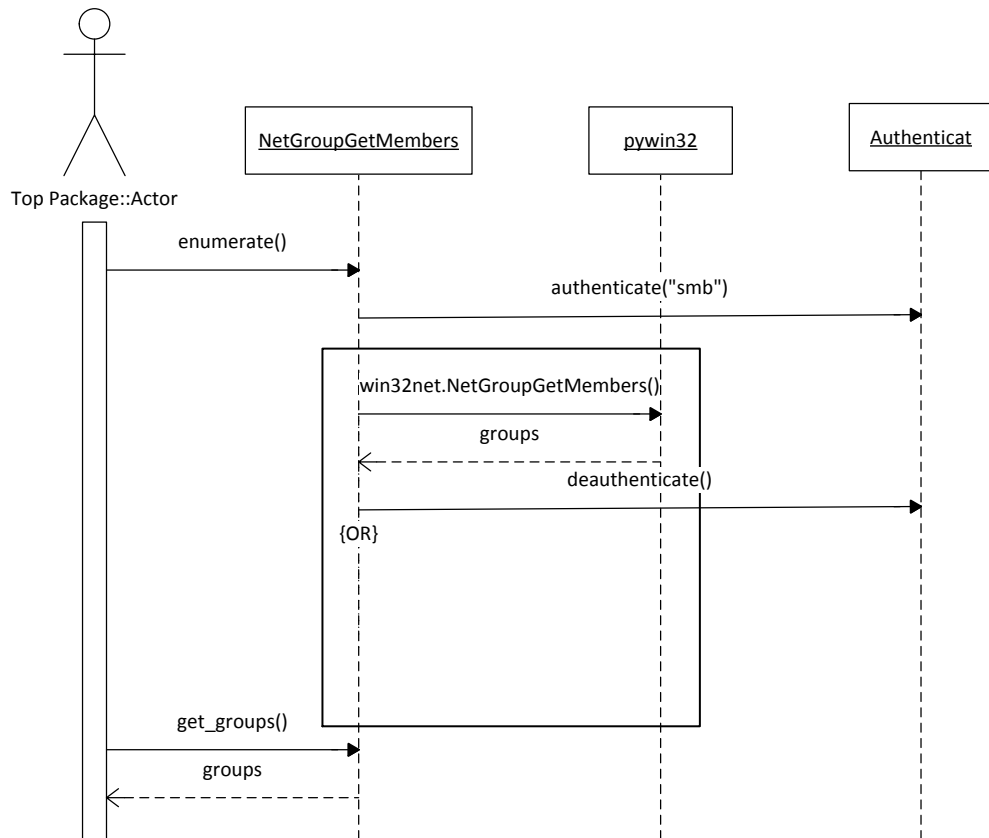 NetGroupGetMembers
pywin32
Authenticat
Top Package::Actor
enumerate()
authenticate("smb")
win32net.NetGroupGetMembers()
groups
deauthenticate()
{OR}
get_groups()
groups